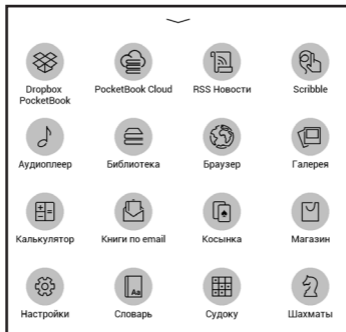 Dropbox PocketBook Cloud RSS Новости Scribble
PocketBook
Аудиоплеер Библиотека Браузер Галерея
Калькулятор Книги по email Косынка Магазин
Aa
Настройки Словарь Судоку Шахматы